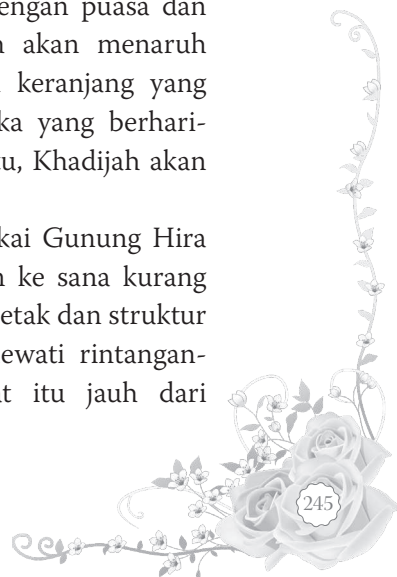 engan puasa dan
akan menaruh
keranjang yang
ka yang berhari-
tu, Khadijah akan
kai Gunung Hira
ke sana kurang
etak dan struktur
ewati rintangan-
t itu jauh dari
245